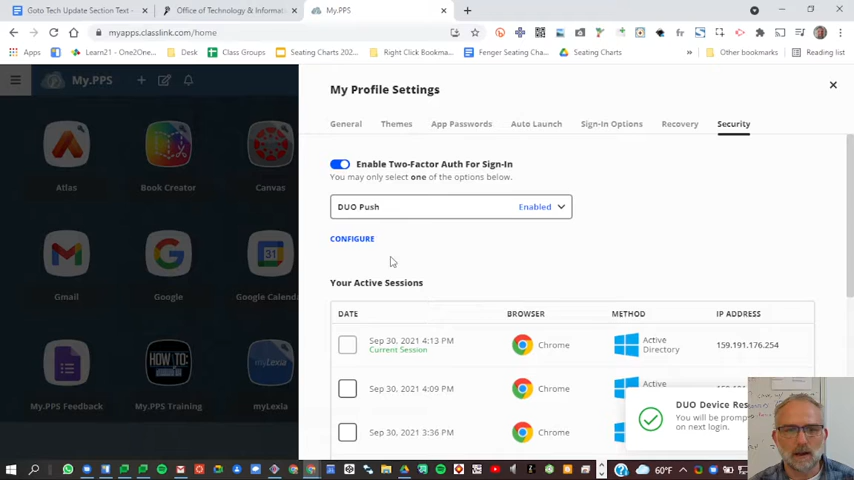 Goto Tech Update Section Text -
Office of Technology & Informati
My.PPS
myapps.classlink.com/home
Apps
Learn21 - One2One...
Desk
Class Groups
Seating Charts 202...
Right Click Bookma...
Fenger Seating Cha...
Seating Charts
Other bookmarks
Reading list
My.PPS
Atlas
Book Creator
Canvas
Gmail
Google
Google Calenda
HOW-TO:
My.PPS Feedback
My.PPS Training
myLexia
My Profile Settings
General
Themes
App Passwords
Auto Launch
Sign-In Options
Recovery
Security
Enable Two-Factor Auth For Sign-In
You may only select one of the options below.
DUO Push
Enabled
CONFIGURE
Your Active Sessions
DATE
BROWSER
METHOD
IP ADDRESS
Sep 30, 2021 4:13 PM
Current Session
Chrome
Active
Directory
159.191.176.254
Sep 30, 2021 4:09 PM
Chrome
Active
Sep 30, 2021 3:36 PM
Chrome
DUO Device Res
You will be promp
on next login.
60°F